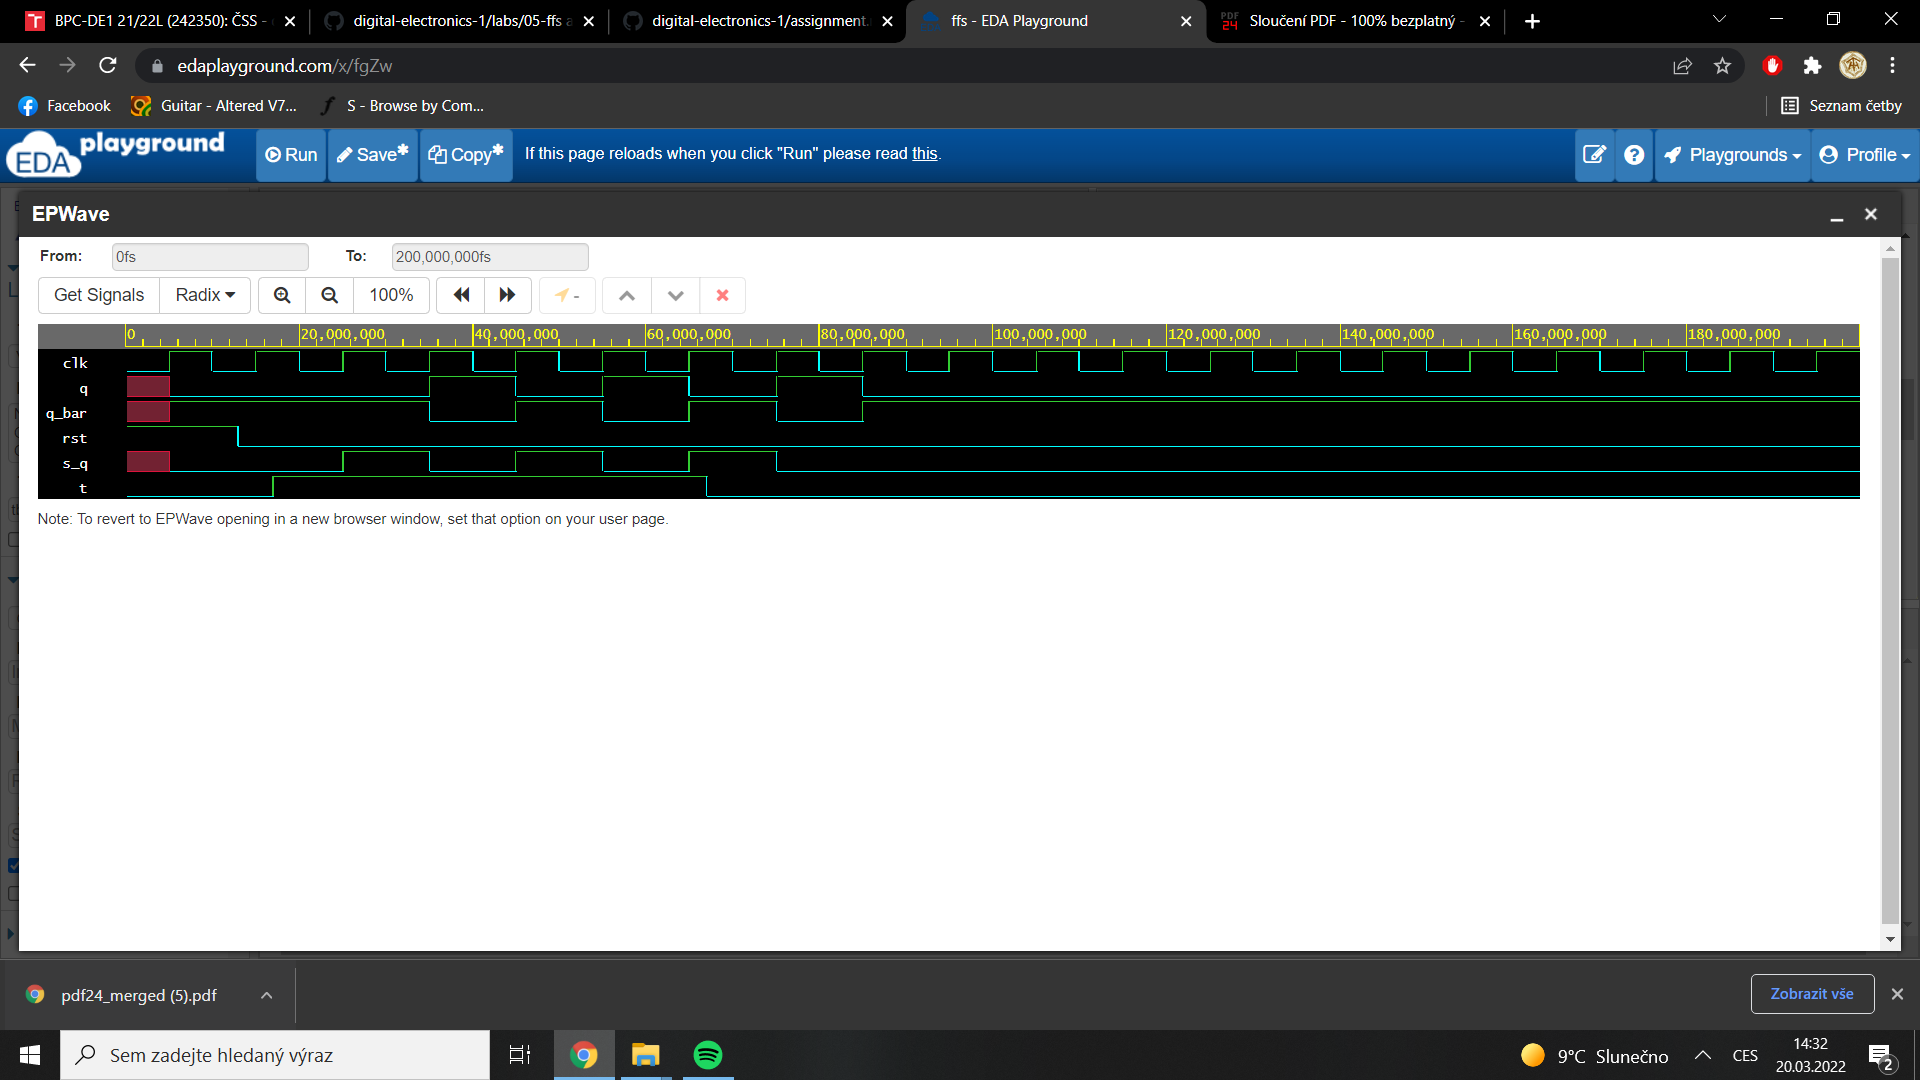 BPC-DE1 21/22L (242350): ČSS -
digital-electronics-1/labs/05-ffs a
digital-electronics-1/assignment.
ffs - EDA Playground
PDF 24
Sloučení PDF - 100% bezplatný -
edaplayground.com/x/fgZw
Facebook
Guitar - Altered V7...
S - Browse by Com...
Seznam četby
EDA playground
Run
Save*
Copy*
If this page reloads when you click "Run" please read this.
Playgrounds
Profile
EPWave
From:
0fs
To:
200,000,000fs
Get Signals
Radix
100%
-
0
20,000,000
40,000,000
60,000,000
80,000,000
100,000,000
120,000,000
140,000,000
160,000,000
180,000,000
clk
q
q_bar
rst
s_q
t
Note: To revert to EPWave opening in a new browser window, set that option on your user page.
pdf24_merged (5).pdf
Zobrazit vše
Sem zadejte hledaný výraz
9°C Slunečno
CES
14:32
20.03.2022
2